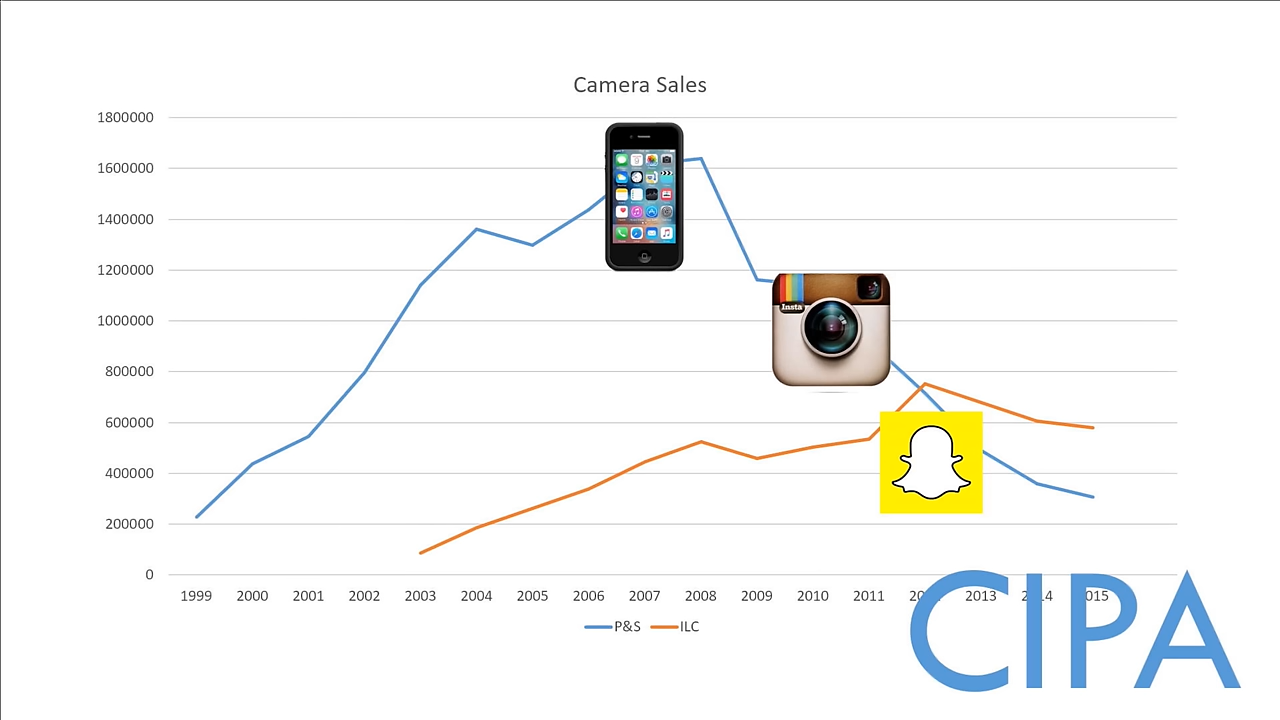 Camera Sales
1800000
1600000
1400000
1200000
1000000
800000
600000
400000
200000
0
Insta
1999 2000 2001 2002 2003 2004 2005 2006 2007 2008 2009 2010 2011 2013
P&S ILC
CIPA